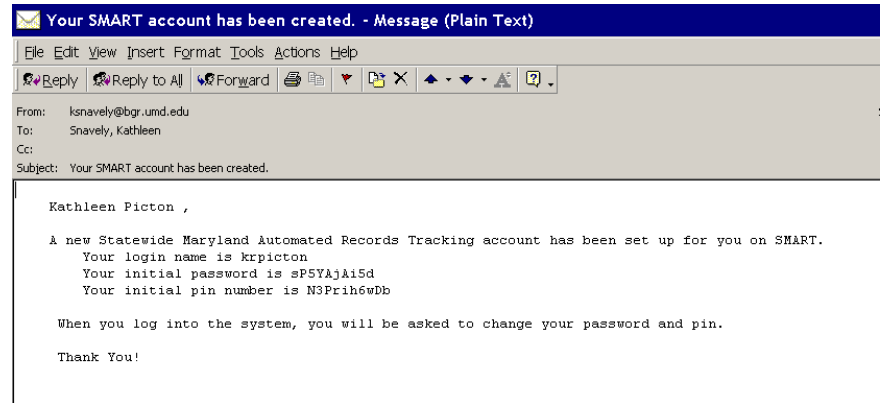 Your SMART account has been created. - Message (Plain Text)
File Edit View Insert Format Tools Actions Help
Reply Reply to All Forward
From: ksnavely@bgr.umd.edu
To: Snavely, Kathleen
Cc:
Subject: Your SMART account has been created.
Kathleen Picton ,
A new Statewide Maryland Automated Records Tracking account has been set up for you on SMART.
Your login name is krpicton
Your initial password is sP5YAjAi5d
Your initial pin number is N3Prih6wDb
When you log into the system, you will be asked to change your password and pin.
Thank You!